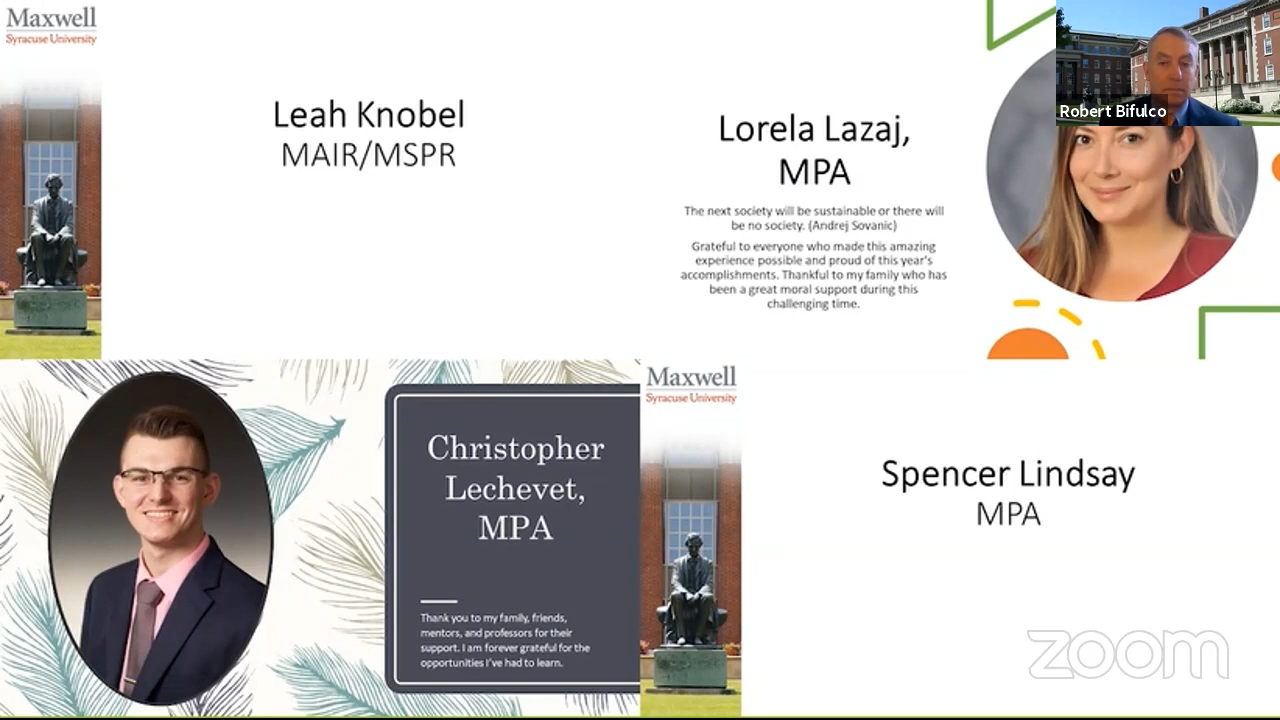 Maxwell
Syracuse University
Leah Knobel
MAIR/MSPR
Lorela Lazaj,
MPA
The next society will be sustainable or there will
be no society. (Andrej Sovanic)
Grateful to everyone who made this amazing
experience possible and proud of this year's
accomplishments. Thankful to my family who has
been a great moral support during this
challenging time.
Robert Bifulco
Christopher
Lechevet,
MPA
Thank you to my family, friends,
mentors, and professors for their
support. I am forever grateful for the
opportunities I've had to learn.
Maxwell
Syracuse University
Spencer Lindsay
MPA
zoom